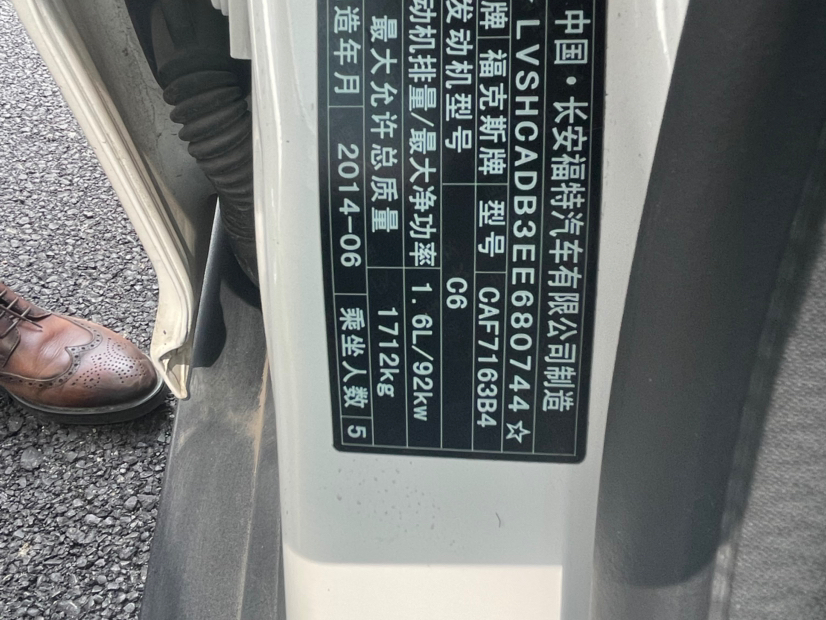 中国·长安福特汽车有限公司制造
LVSHCADB3EE680744☆
牌 福克斯牌 型号 CAF7163B4
发动机型号 C6
动机排量/最大净功率 1.6L/92kw
最大允许总质量 1712kg
造年月 2014-06 乘坐人数 5